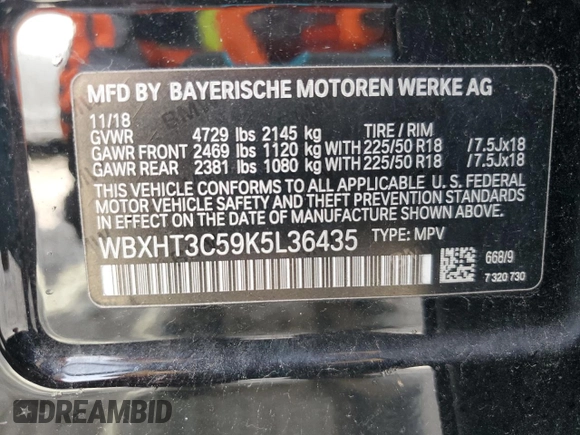 MFD BY BAYERISCHE MOTOREN WERKE AG
11/18
GVWR 4729 lbs 2145 kg TIRE / RIM
GAWR FRONT 2469 lbs 1120 kg WITH 225/50 R18 /7.5Jx18
GAWR REAR 2381 lbs 1080 kg WITH 225/50 R18 /7.5Jx18
THIS VEHICLE CONFORMS TO ALL APPLICABLE U.S. FEDERAL
MOTOR VEHICLE SAFETY, BUMPER, AND THEFT PREVENTION STANDARDS
IN EFFECT ON THE DATE OF MANUFACTURE SHOWN ABOVE.
WBXHT3C59K5L36435 TYPE: MPV
668/9
7 320 730
DREAMBID